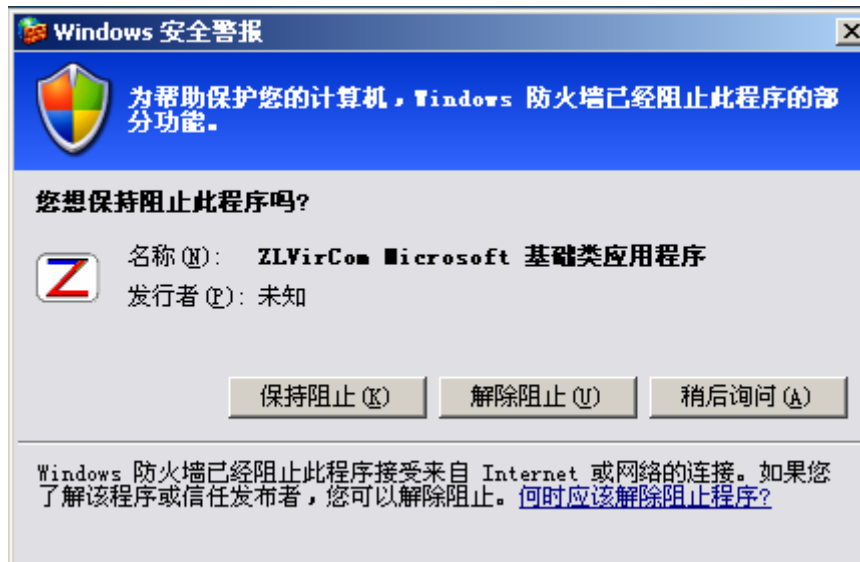 Windows 安全警报
为帮助保护您的计算机，Windows 防火墙已经阻止此程序的部
分功能。
您想保持阻止此程序吗?
名称(N): ZLVirCom Microsoft 基础类应用程序
发行者(P): 未知
保持阻止(K) 解除阻止(U) 稍后询问(A)
Windows 防火墙已经阻止此程序接受来自 Internet 或网络的连接。如果您
了解该程序或信任发布者，您可以解除阻止。何时应该解除阻止程序?